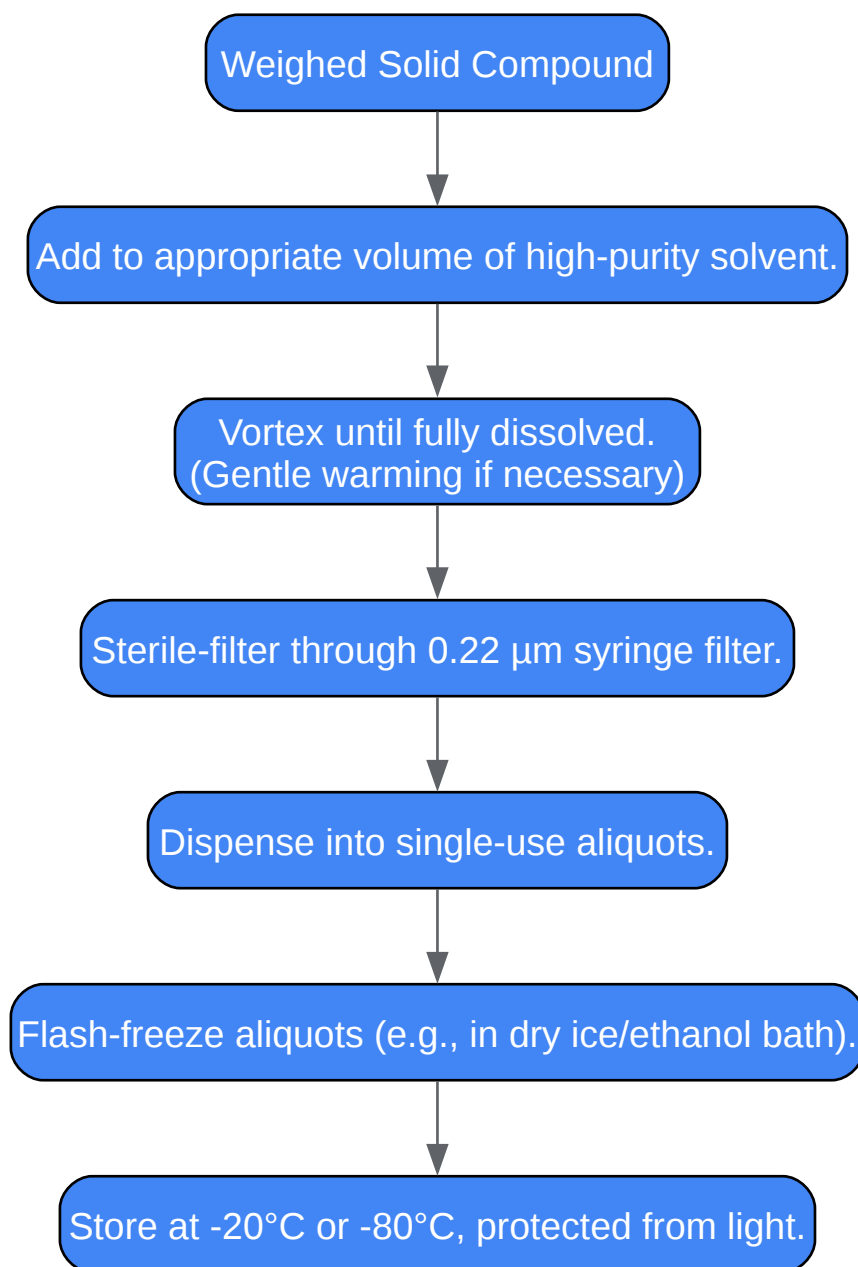 Weighed Solid Compound
Add to appropriate volume of high-purity solvent.
Vortex until fully dissolved.
(Gentle warming if necessary)
Sterile-filter through 0.22 µm syringe filter.
Dispense into single-use aliquots.
Flash-freeze aliquots (e.g., in dry ice/ethanol bath).
Store at -20°C or -80°C, protected from light.